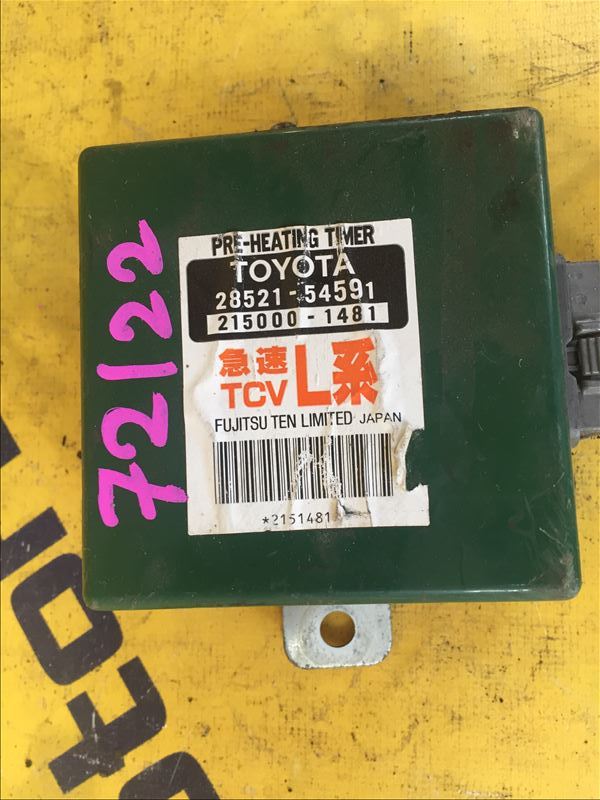 PRE-HEATING TIMER
TOYOTA
28521-54591
215000-1481
急速
TCV L系
FUJITSU TEN LIMITED JAPAN
*2151481
72122